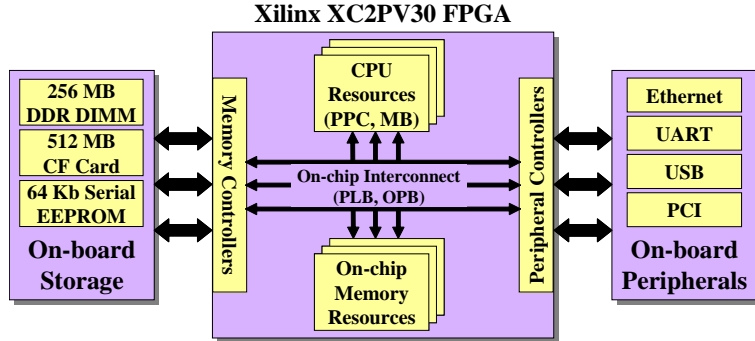 Xilinx XC2PV30 FPGA
256 MB
DDR DIMM
512 MB
CF Card
64 Kb Serial
EEPROM
On-board
Storage
Memory Controllers
CPU
Resources
(PPC, MB)
On-chip Interconnect
(PLB, OPB)
On-chip
Memory
Resources
Peripheral Controllers
Ethernet
UART
USB
PCI
On-board
Peripherals